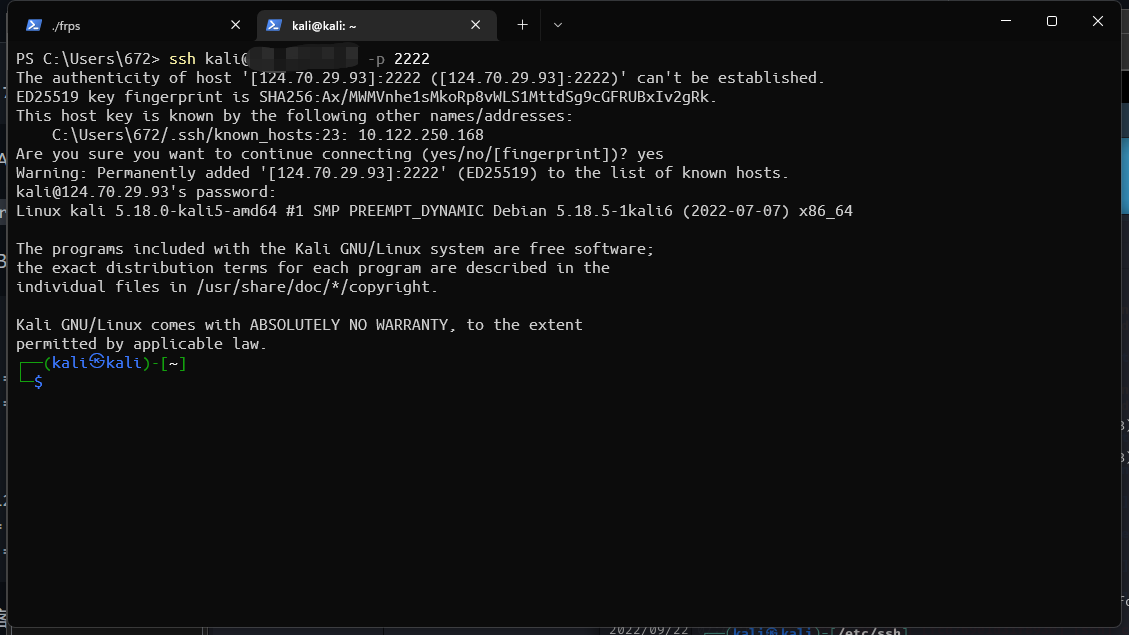 ./frps
kali@kali: ~
PS C:\Users\672> ssh kali@ -p 2222
The authenticity of host '[124.70.29.93]:2222 ([124.70.29.93]:2222)' can't be established.
ED25519 key fingerprint is SHA256:Ax/MWMVnhe1sMkoRp8vWLS1MttdSg9cGFRUBxIv2gRk.
This host key is known by the following other names/addresses:
    C:\Users\672/.ssh/known_hosts:23: 10.122.250.168
Are you sure you want to continue connecting (yes/no/[fingerprint])? yes
Warning: Permanently added '[124.70.29.93]:2222' (ED25519) to the list of known hosts.
kali@124.70.29.93's password:
Linux kali 5.18.0-kali5-amd64 #1 SMP PREEMPT_DYNAMIC Debian 5.18.5-1kali6 (2022-07-07) x86_64
The programs included with the Kali GNU/Linux system are free software;
the exact distribution terms for each program are described in the
individual files in /usr/share/doc/*/copyright.
Kali GNU/Linux comes with ABSOLUTELY NO WARRANTY, to the extent
permitted by applicable law.
┌──(kali㉿kali)-[~]
└─$
2022/09/22 ┌──(kali㉿kali)-[/etc/ssh]